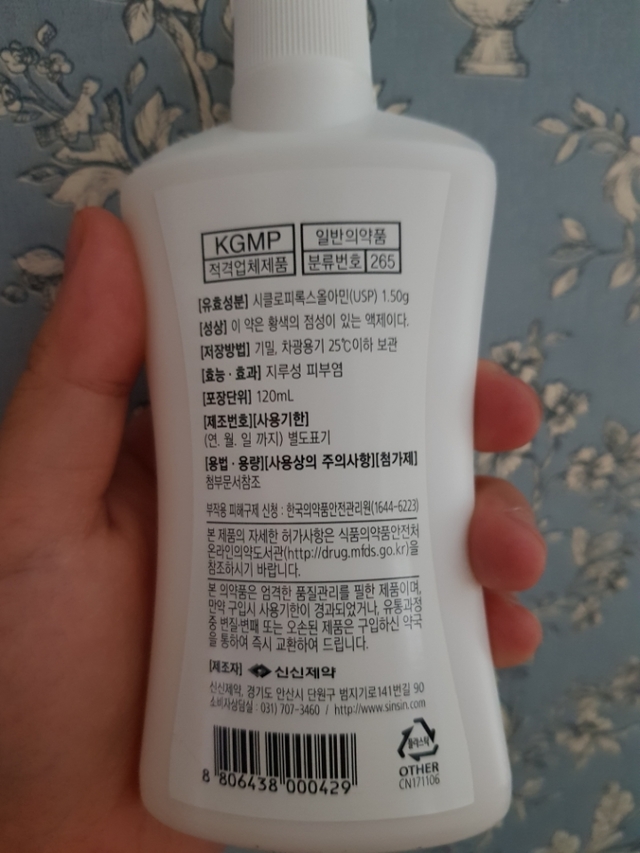 KGMP
적격업체제품
일반의약품
분류번호 265
[유효성분] 시클로피록스올아민(USP) 1.50g
[성상] 이 약은 황색의 점성이 있는 액제이다.
[저장방법] 기밀, 차광용기 25℃이하 보관
[효능·효과] 지루성 피부염
[포장단위] 120mL
[제조번호][사용기한]
(연. 월. 일 까지) 별도표기
[용법·용량][사용상의 주의사항][첨가제]
첨부문서참조
부작용 피해구제 신청 : 한국의약품안전관리원(1644-6223)
본 제품의 자세한 허가사항은 식품의약품안전처
온라인의약도서관(http://drug.mfds.go.kr)을
참조하시기 바랍니다.
본 의약품은 엄격한 품질관리를 필한 제품이며,
만약 구입시 사용기한이 경과되었거나, 유통과정
중 변질·변패 또는 오손된 제품은 구입하신 약국
을 통하여 즉시 교환하여 드립니다.
[제조자] 신신제약
신신제약, 경기도 안산시 단원구 범지기로141번길 90
소비자상담실 : 031) 707-3460 / http://www.sinsin.com
8 806438 000429
플라스틱
OTHER
CN171106